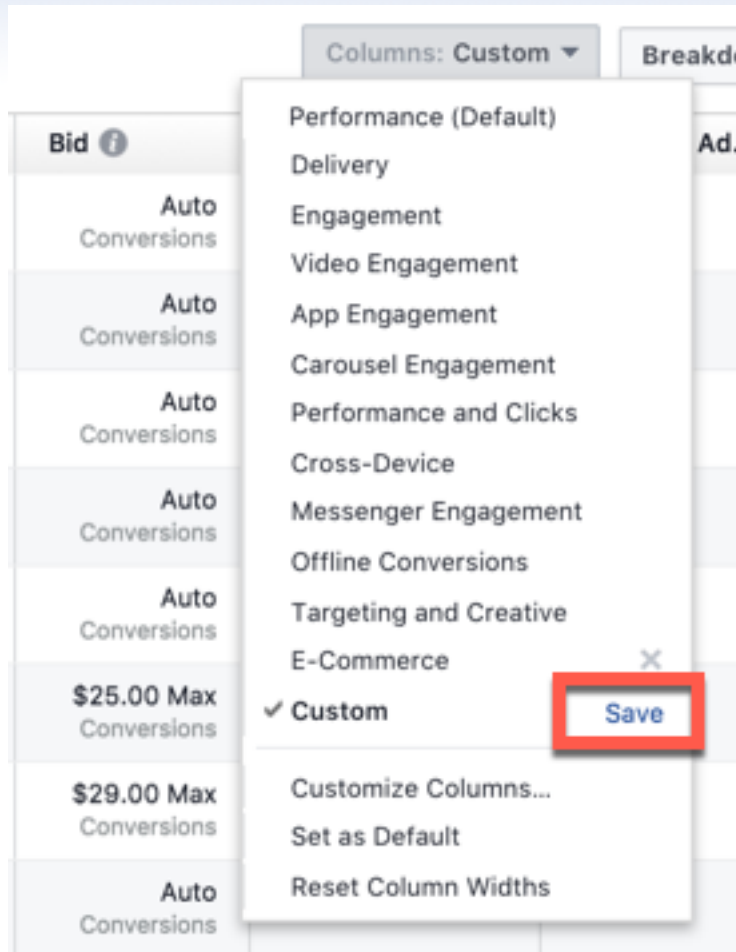 Columns: Custom
Bid
Auto
Conversions
Auto
Conversions
Auto
Conversions
Auto
Conversions
Auto
Conversions
$25.00 Max
Conversions
$29.00 Max
Conversions
Auto
Conversions
Performance (Default)
Delivery
Engagement
Video Engagement
App Engagement
Carousel Engagement
Performance and Clicks
Cross-Device
Messenger Engagement
Offline Conversions
Targeting and Creative
E-Commerce
Custom Save
Customize Columns...
Set as Default
Reset Column Widths
Ad.